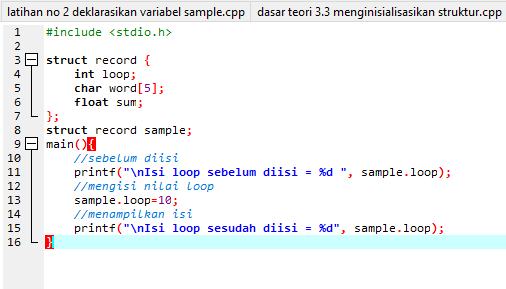 latihan no 2 deklarasikan variabel sample.cpp dasar teori 3.3 menginisialisasikan struktur.cpp
1 #include <stdio.h>
2
3 struct record {
4 int loop;
5 char word[5];
6 float sum;
7 };
8 struct record sample;
9 main(){
10 //sebelum diisi
11 printf("\nIsi loop sebelum diisi = %d ", sample.loop);
12 //mengisi nilai loop
13 sample.loop=10;
14 //menampilkan isi
15 printf("\nIsi loop sesudah diisi = %d", sample.loop);
16 }